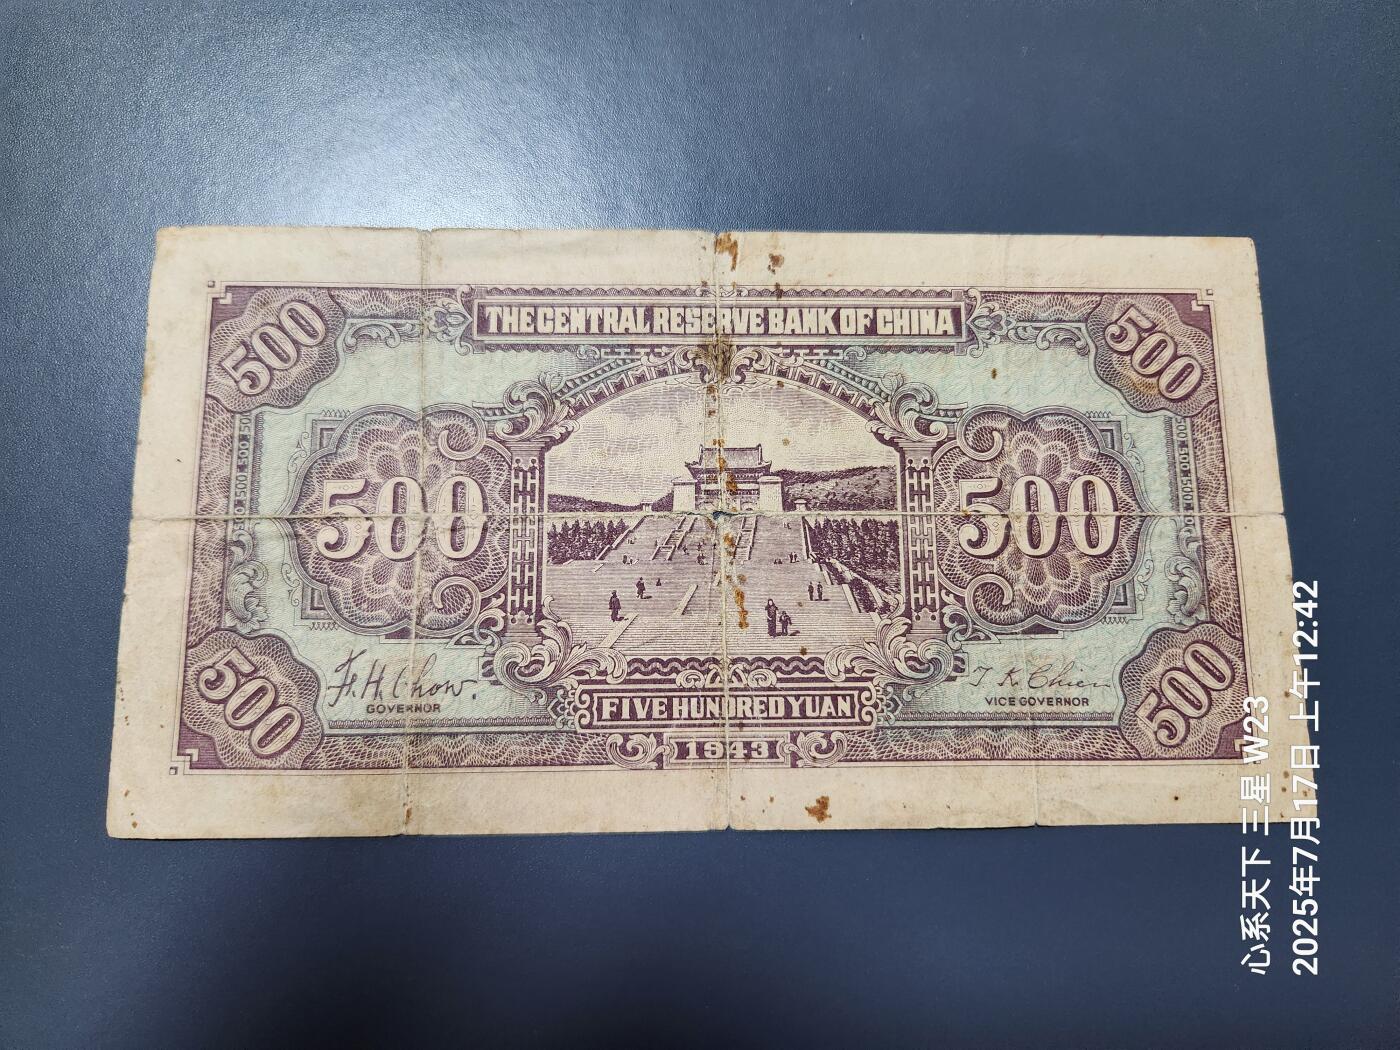 500
THE CENTRAL RESERVE BANK OF CHINA
500
500
500
F. H. Chow.
GOVERNOR
T. K. Chien
VICE GOVERNOR
500
FIVE HUNDRED YUAN
500
1943
心系天下 三星 W23
2025年7月17日 上午12:42